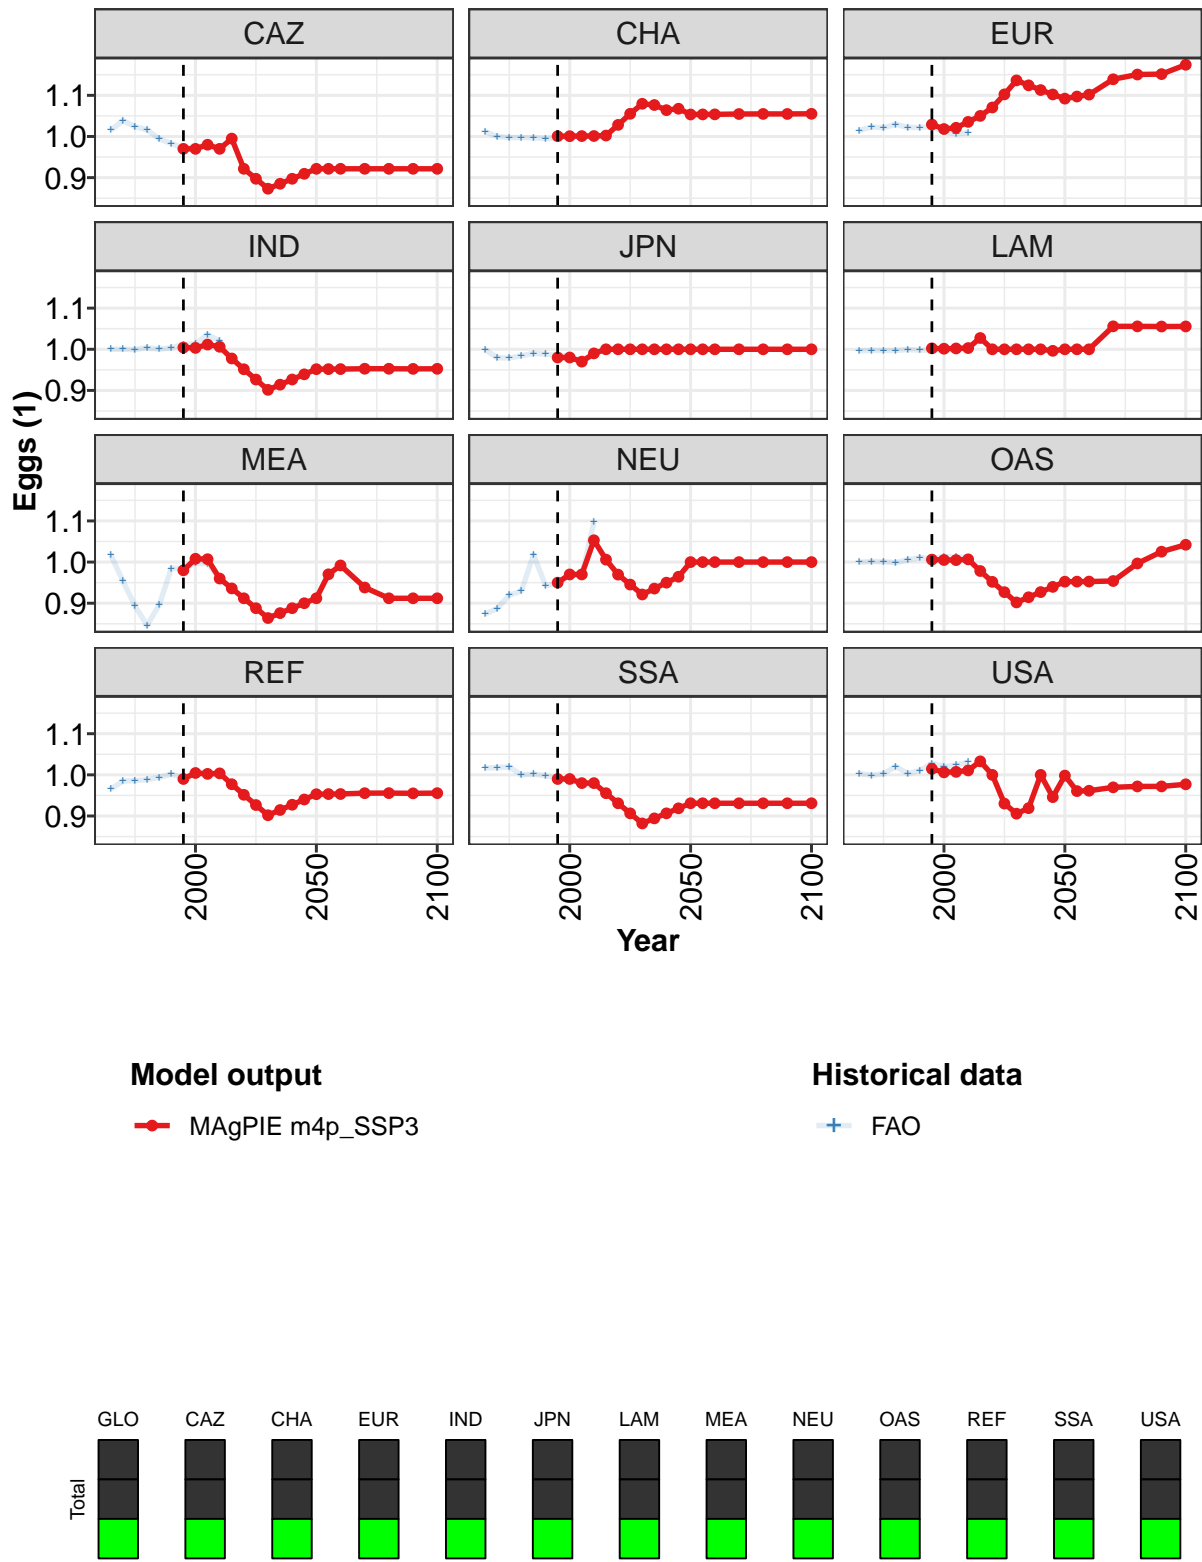 CAZ CHA EUR
1.1
1.0
0.9
IND JPN LAM
1.1
1.0
0.9
MEA NEU OAS
1.1
1.0
0.9
REF SSA USA
1.1
1.0
0.9
Eggs (1)
2000 2050 2100 2000 2050 2100 2000 2050 2100
Year
Model output Historical data
MAgPIE m4p_SSP3 FAO
GLO CAZ CHA EUR IND JPN LAM MEA NEU OAS REF SSA USA
Total